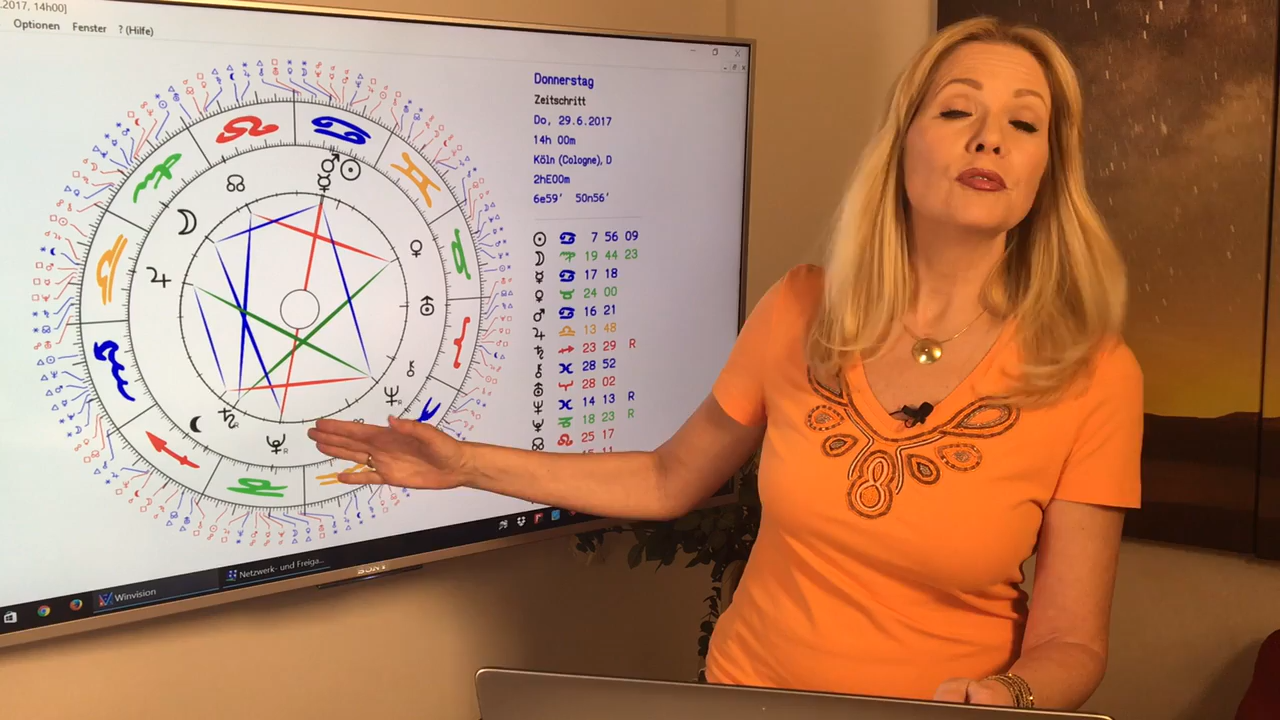 .2017, 14h00]
Optionen Fenster ? (Hilfe)
Donnerstag
Zeitschritt
Do, 29.6.2017
14h 00m
Köln (Cologne), D
2hE00m
6e59' 50n56'
☉ ♋ 7 56 09
☽ ♍ 19 44 23
☿ ♋ 17 18
♀ ♉ 24 00
♂ ♋ 16 21
♃ ♎ 13 48
♄ ♐ 23 29 R
⚷ ♓ 28 52
♅ ♈ 28 02
♆ ♓ 14 13 R
♇ ♑ 18 23 R
☊ ♌ 25 17
Netzwerk- und Freiga...
Winvision
SONY